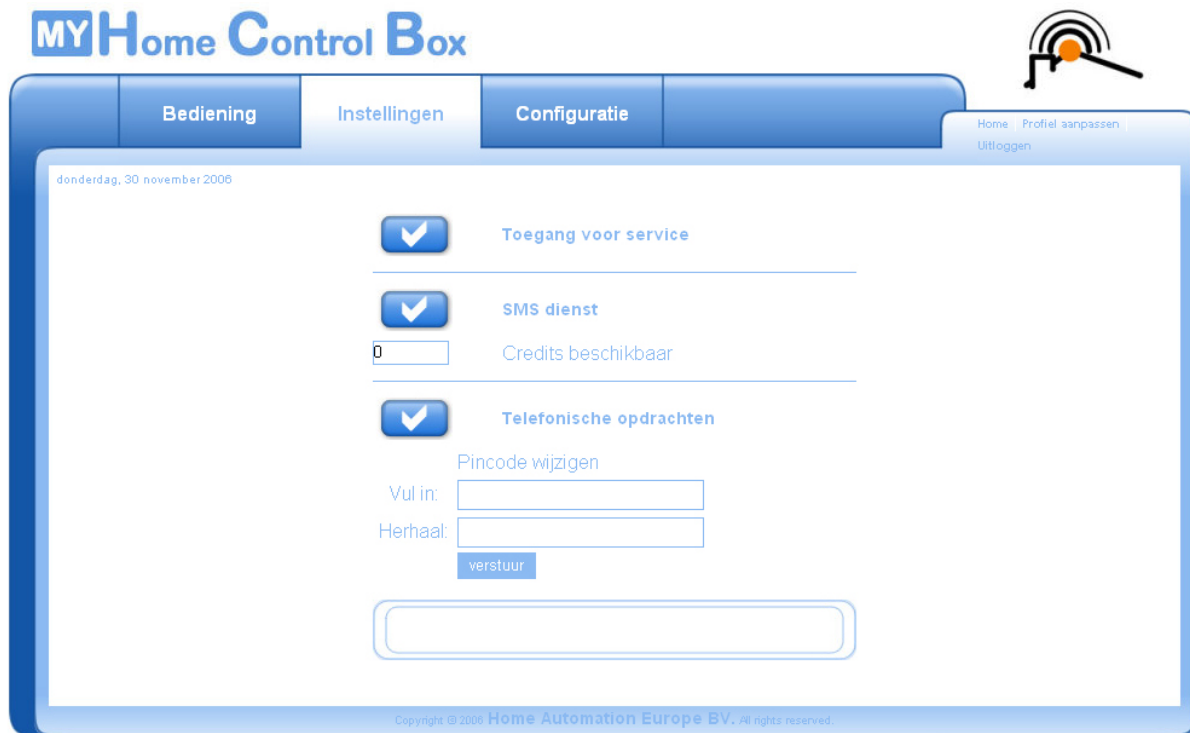 MY Home Control Box
Bediening Instellingen Configuratie
Home Profiel aanpassen
Uitloggen
donderdag, 30 november 2006
Toegang voor service
SMS dienst
0 Credits beschikbaar
Telefonische opdrachten
Pincode wijzigen
Vul in:
Herhaal:
verstuur
Copyright © 2006 Home Automation Europe BV. All rights reserved.